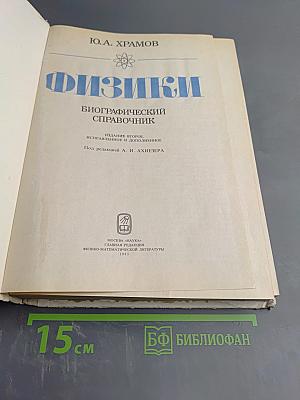 Ю. А. ХРАМОВ
ФИЗИКИ
БИОГРАФИЧЕСКИЙ
СПРАВОЧНИК
ИЗДАНИЕ ВТОРОЕ,
ИСПРАВЛЕННОЕ И ДОПОЛНЕННОЕ
Под редакцией А. И. АХИЕЗЕРА
МОСКВА «НАУКА»
ГЛАВНАЯ РЕДАКЦИЯ
ФИЗИКО-МАТЕМАТИЧЕСКОЙ ЛИТЕРАТУРЫ
1983
15 см
БФ БИБЛИОФАН